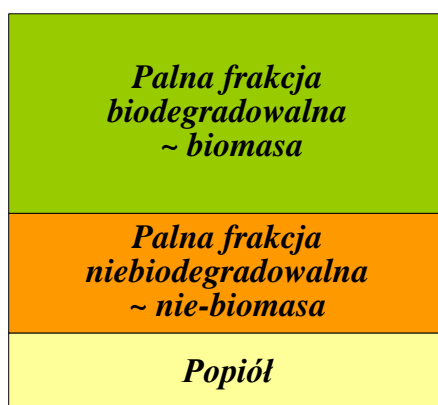 Palna frakcja
biodegradowalna
~ biomasa
Palna frakcja
niebiodegradowalna
~ nie-biomasa
Popiół